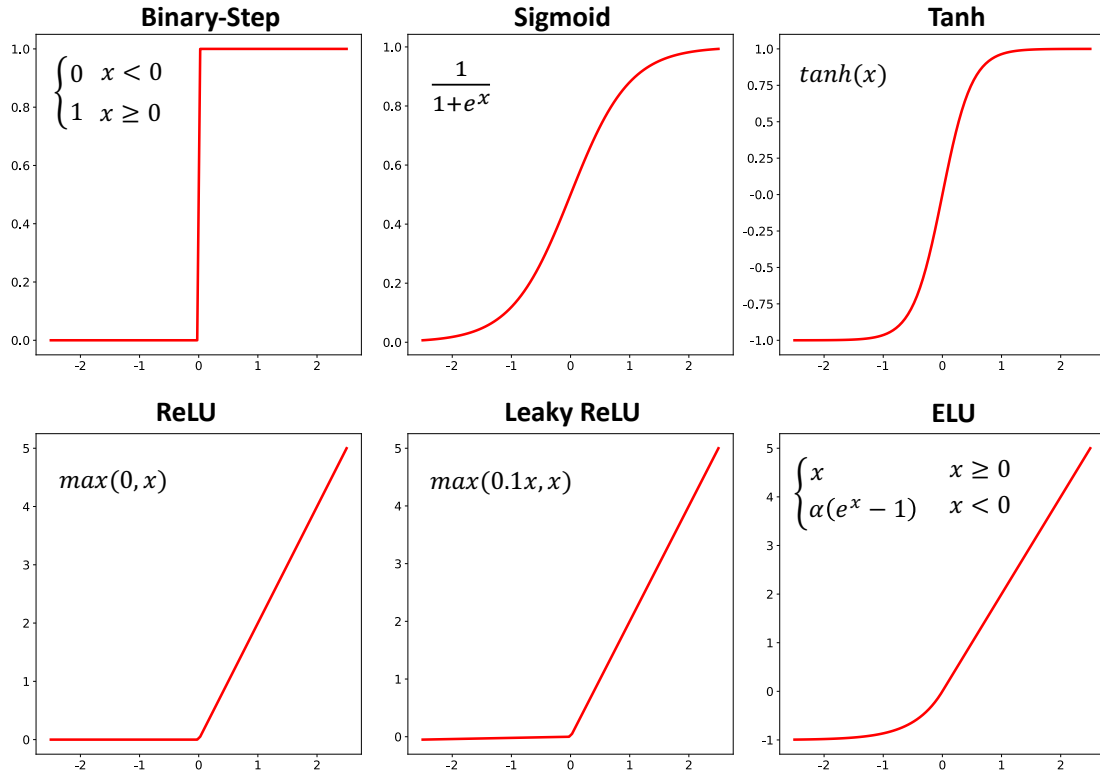 Binary-Step
{0 x < 0
1 x ≥ 0
1.0
0.8
0.6
0.4
0.2
0.0
-2 -1 0 1 2
Sigmoid
1
1+e^x
1.0
0.8
0.6
0.4
0.2
0.0
-2 -1 0 1 2
Tanh
tanh(x)
1.00
0.75
0.50
0.25
-0.0
-0.25
-0.50
-0.75
-1.0
-2 -1 0 1 2
ReLU
max(0, x)
5
4
3
2
1
0
-2 -1 0 1 2
Leaky ReLU
max(0.1x, x)
5
4
3
2
1
0
-2 -1 0 1 2
ELU
{x x ≥ 0
α(e^x − 1) x < 0
5
4
3
2
1
0
-1
-2 -1 0 1 2